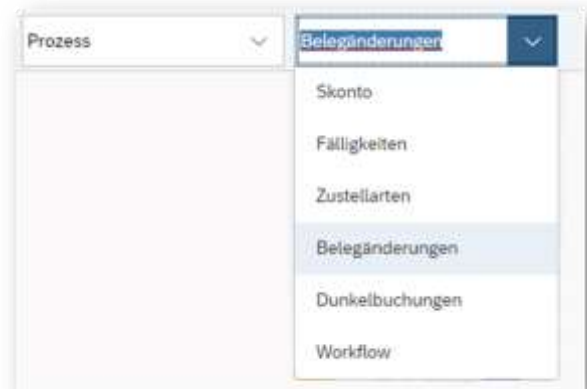 Prozess
Belegänderungen
Skonto
Fälligkeiten
Zustellarten
Belegänderungen
Dunkelbuchungen
Workflow